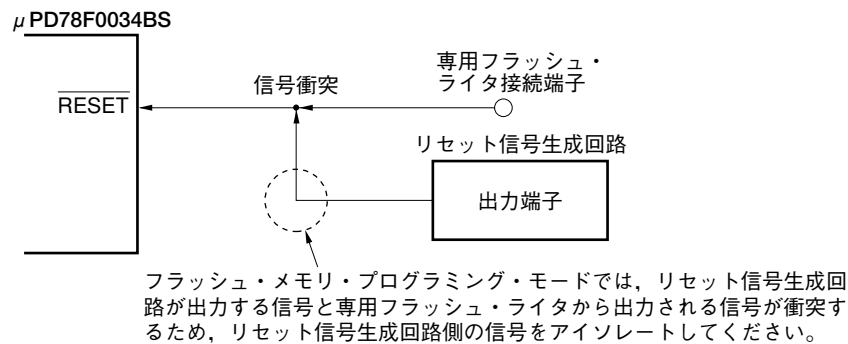 μPD78F0034BS
専用フラッシュ・
ライタ接続端子
信号衝突
RESET
リセット信号生成回路
出力端子
フラッシュ・メモリ・プログラミング・モードでは，リセット信号生成回
路が出力する信号と専用フラッシュ・ライタから出力される信号が衝突す
るため，リセット信号生成回路側の信号をアイソレートしてください。